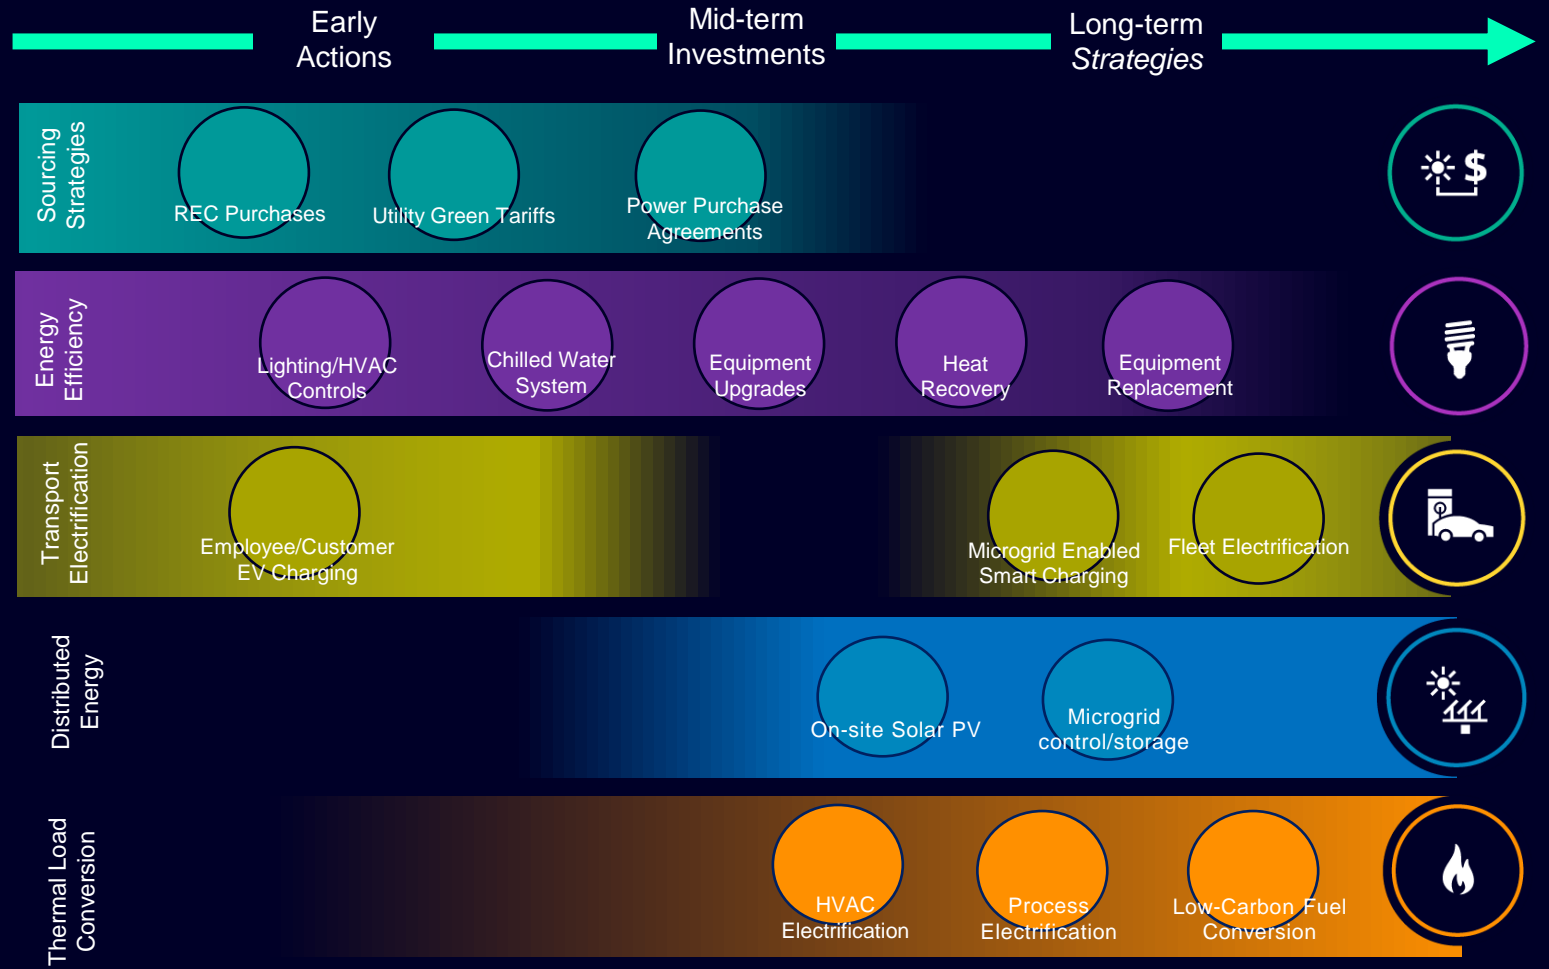 Early
Actions
Mid-term
Investments
Long-term
Strategies
Sourcing
Strategies
REC Purchases
Utility Green Tariffs
Power Purchase
Agreements
$
Energy
Efficiency
Lighting/HVAC
Controls
Chilled Water
System
Equipment
Upgrades
Heat
Recovery
Equipment
Replacement
Transport
Electrification
Employee/Customer
EV Charging
Microgrid Enabled
Smart Charging
Fleet Electrification
Distributed
Energy
On-site Solar PV
Microgrid
control/storage
Thermal Load
Conversion
HVAC
Electrification
Process
Electrification
Low-Carbon Fuel
Conversion